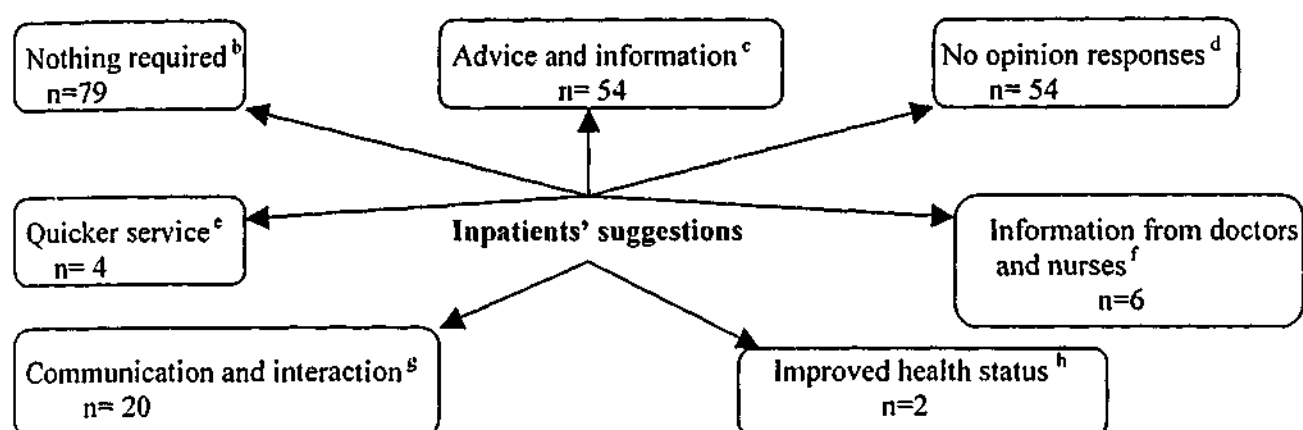 Nothing required b
n=79
Advice and information c
n= 54
No opinion responses d
n= 54
Quicker service e
n= 4
Inpatients' suggestions
Information from doctors
and nurses f
n=6
Communication and interaction g
n= 20
Improved health status h
n=2